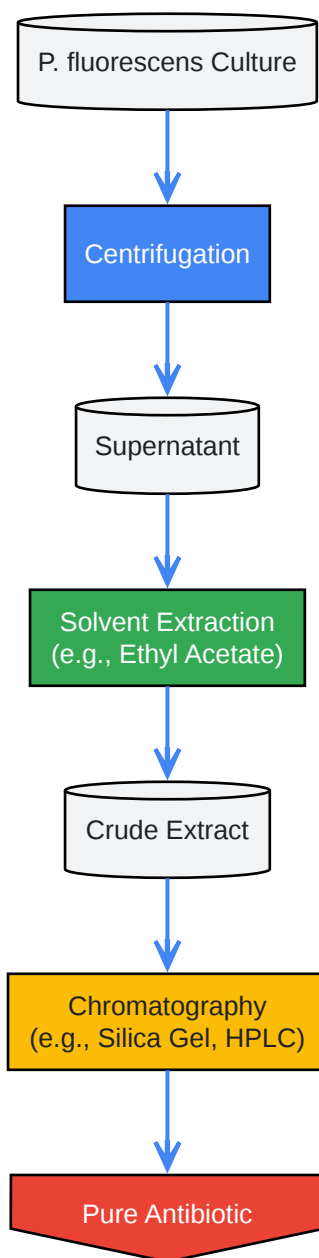 P. fluorescens Culture
Centrifugation
Supernatant
Solvent Extraction
(e.g., Ethyl Acetate)
Crude Extract
Chromatography
(e.g., Silica Gel, HPLC)
Pure Antibiotic